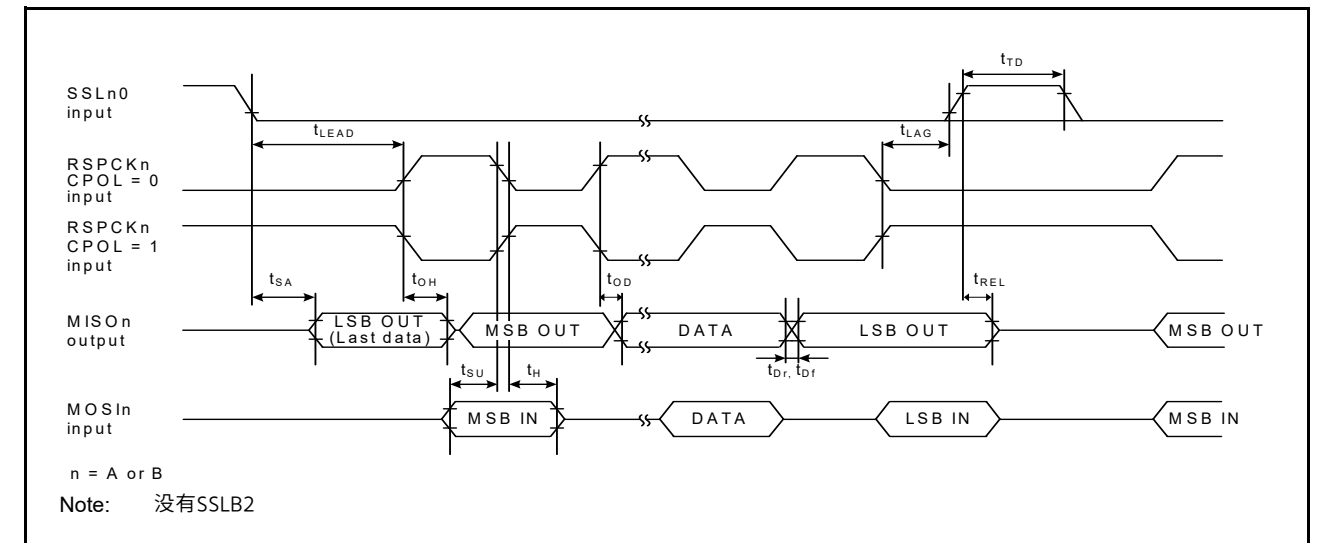 tTD
SSLn0
input
tLEAD
tLAG
RSPCKn
CPOL = 0
input
RSPCKn
CPOL = 1
input
tSA
tOH
tOD
tREL
MISOn
output
LSB OUT
(Last data)
MSB OUT
DATA
LSB OUT
MSB OUT
tSU
tH
tDr, tDf
MOSIn
input
MSB IN
DATA
LSB IN
MSB IN
n = A or B
Note: 没有SSLB2